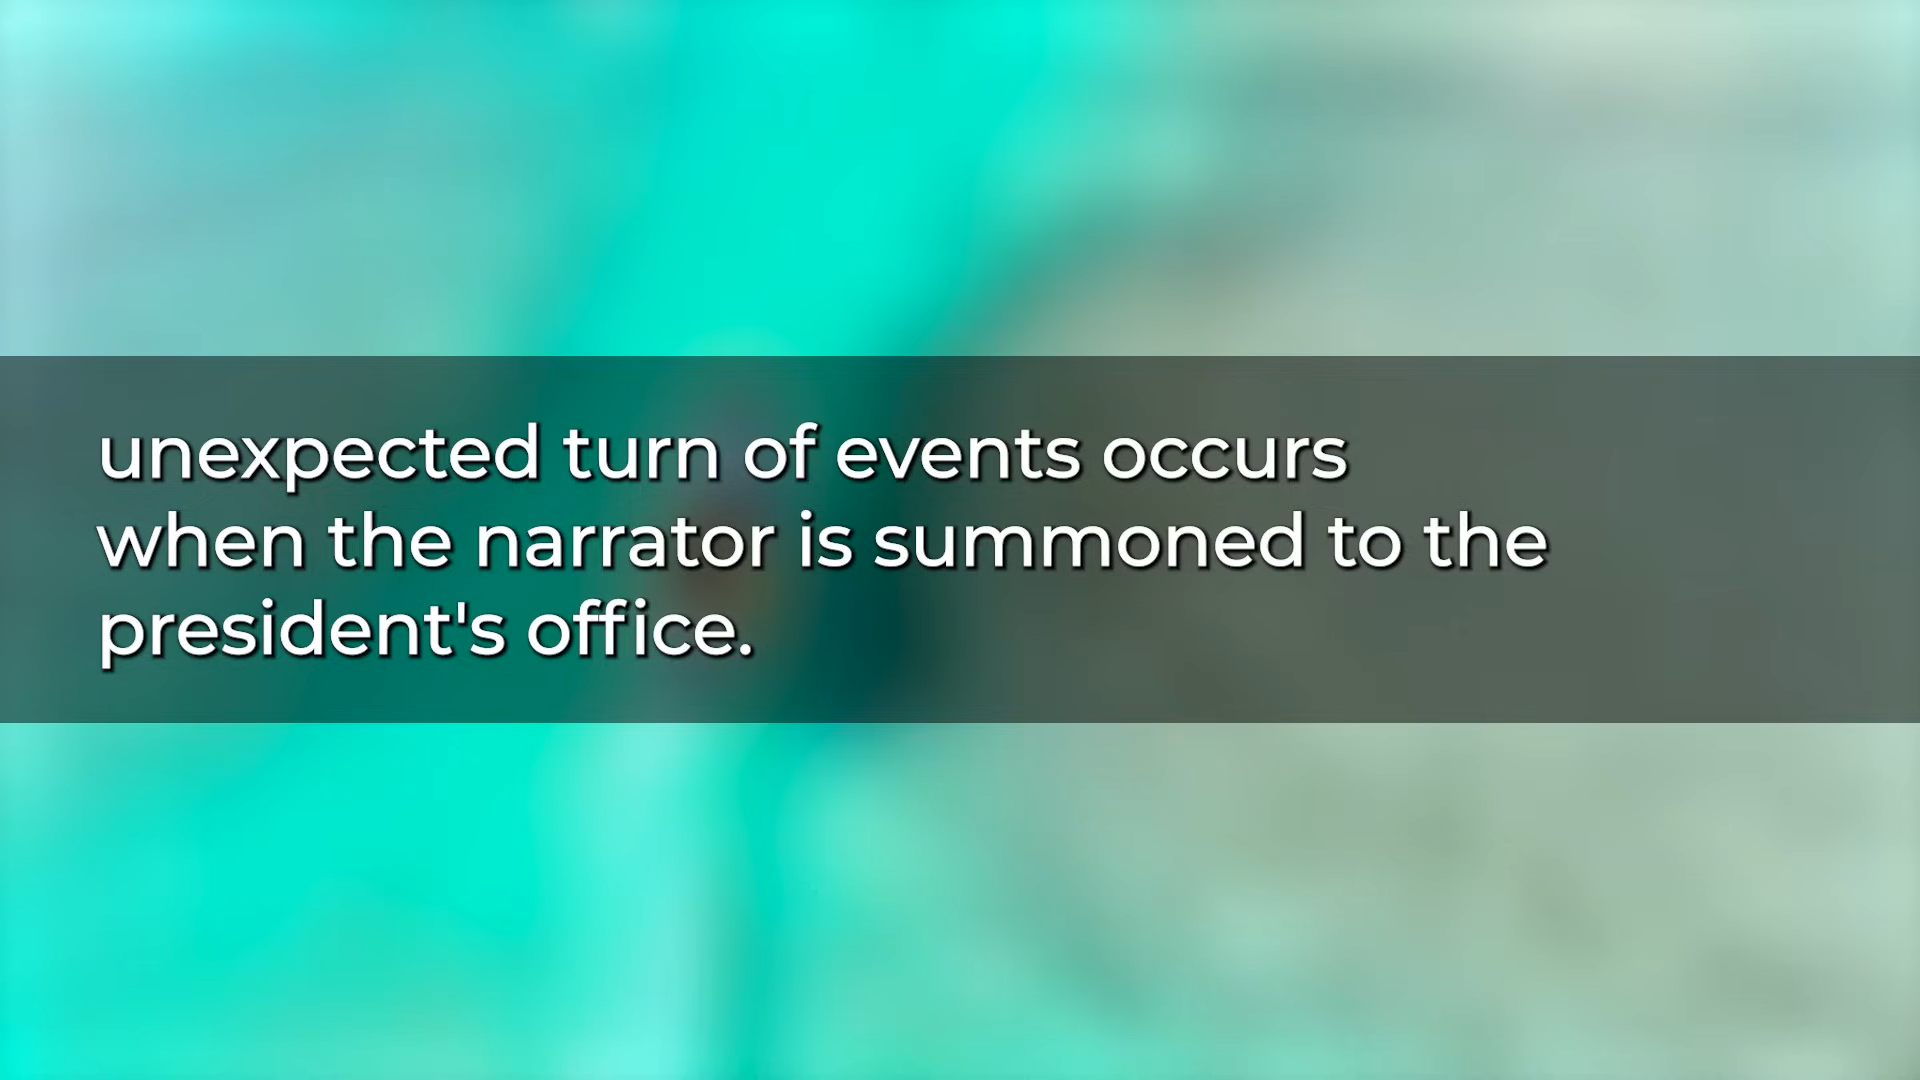 unexpected turn of events occurs
when the narrator is summoned to the
president's office.